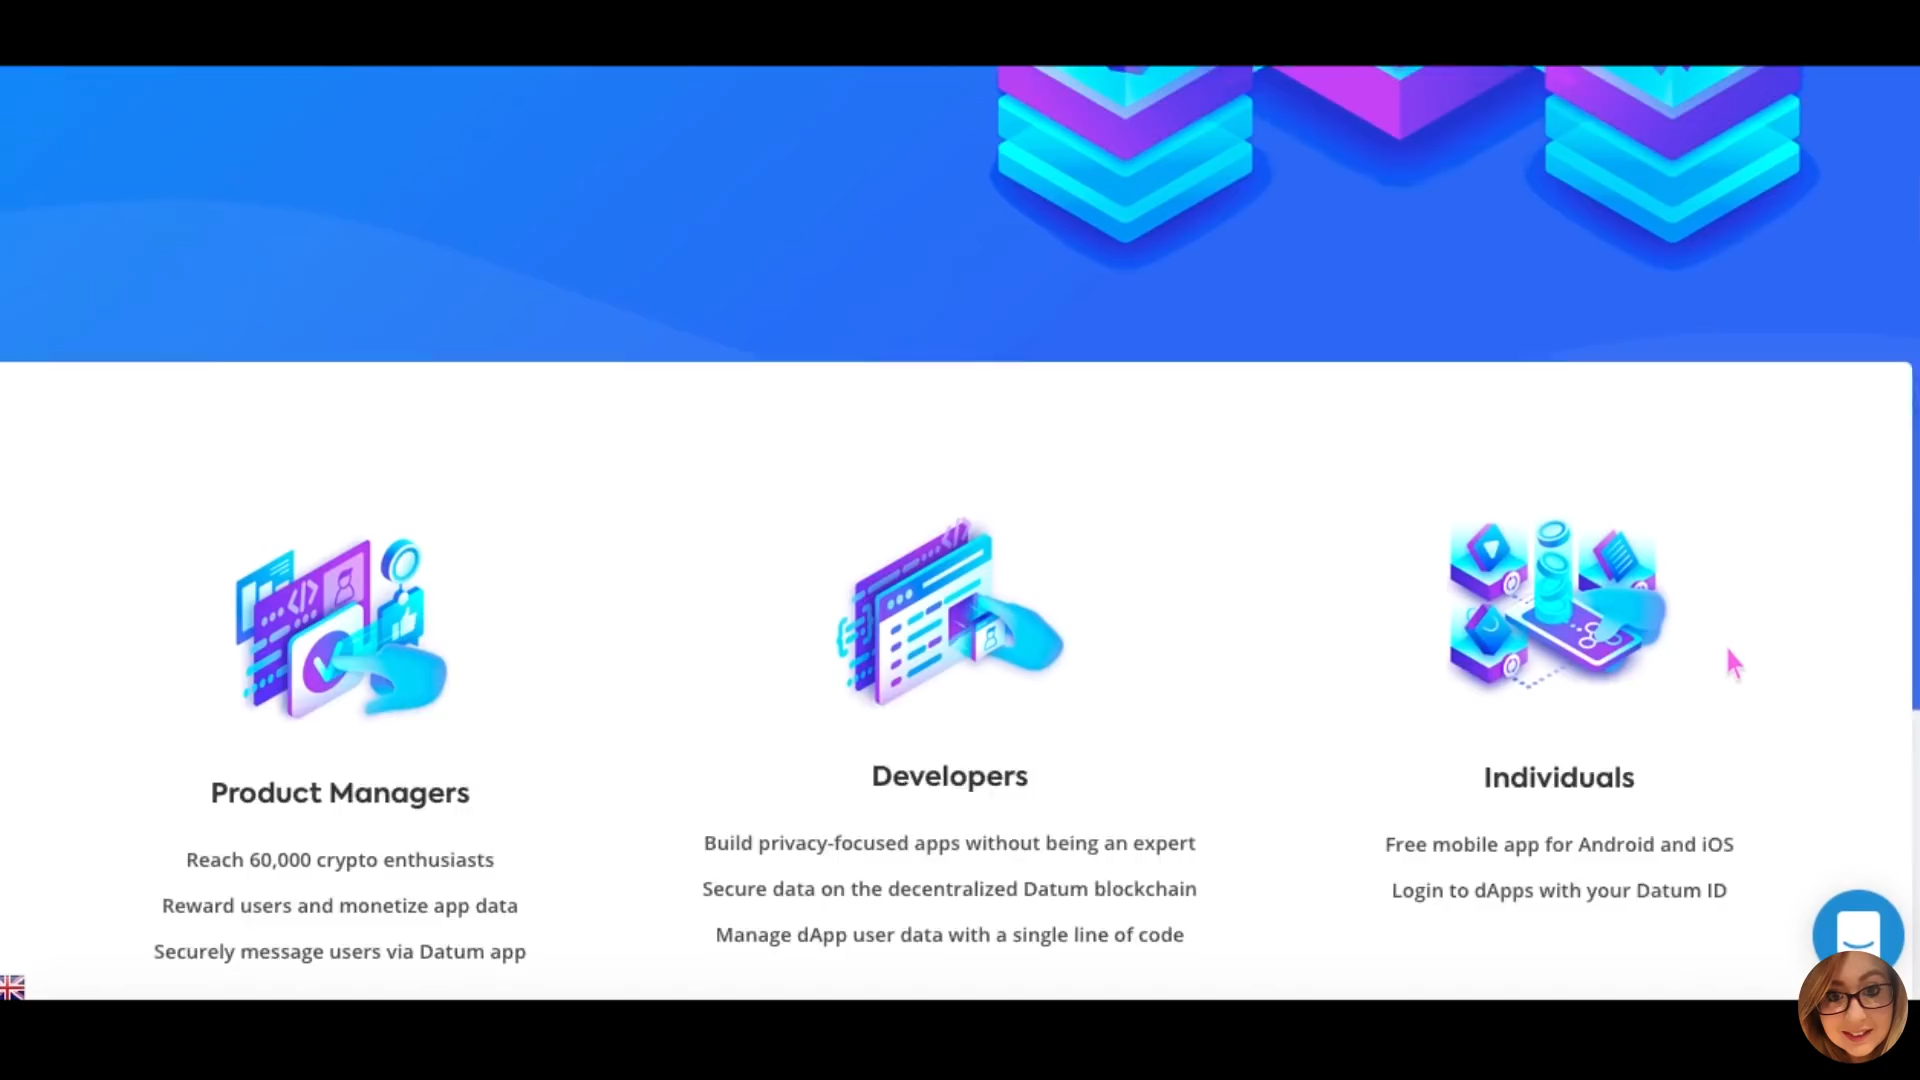 Product Managers
Reach 60,000 crypto enthusiasts
Reward users and monetize app data
Securely message users via Datum app
Developers
Build privacy-focused apps without being an expert
Secure data on the decentralized Datum blockchain
Manage dApp user data with a single line of code
Individuals
Free mobile app for Android and iOS
Login to dApps with your Datum ID